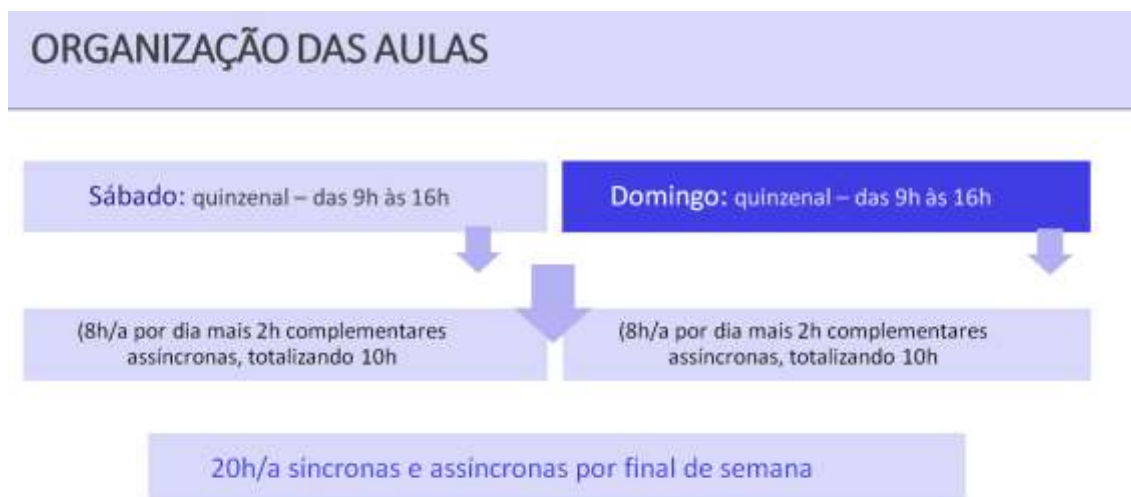 ORGANIZAÇÃO DAS AULAS
Sábado: quinzenal – das 9h às 16h
Domingo: quinzenal – das 9h às 16h
(8h/a por dia mais 2h complementares
assíncronas, totalizando 10h
(8h/a por dia mais 2h complementares
assíncronas, totalizando 10h
20h/a síncronas e assíncronas por final de semana